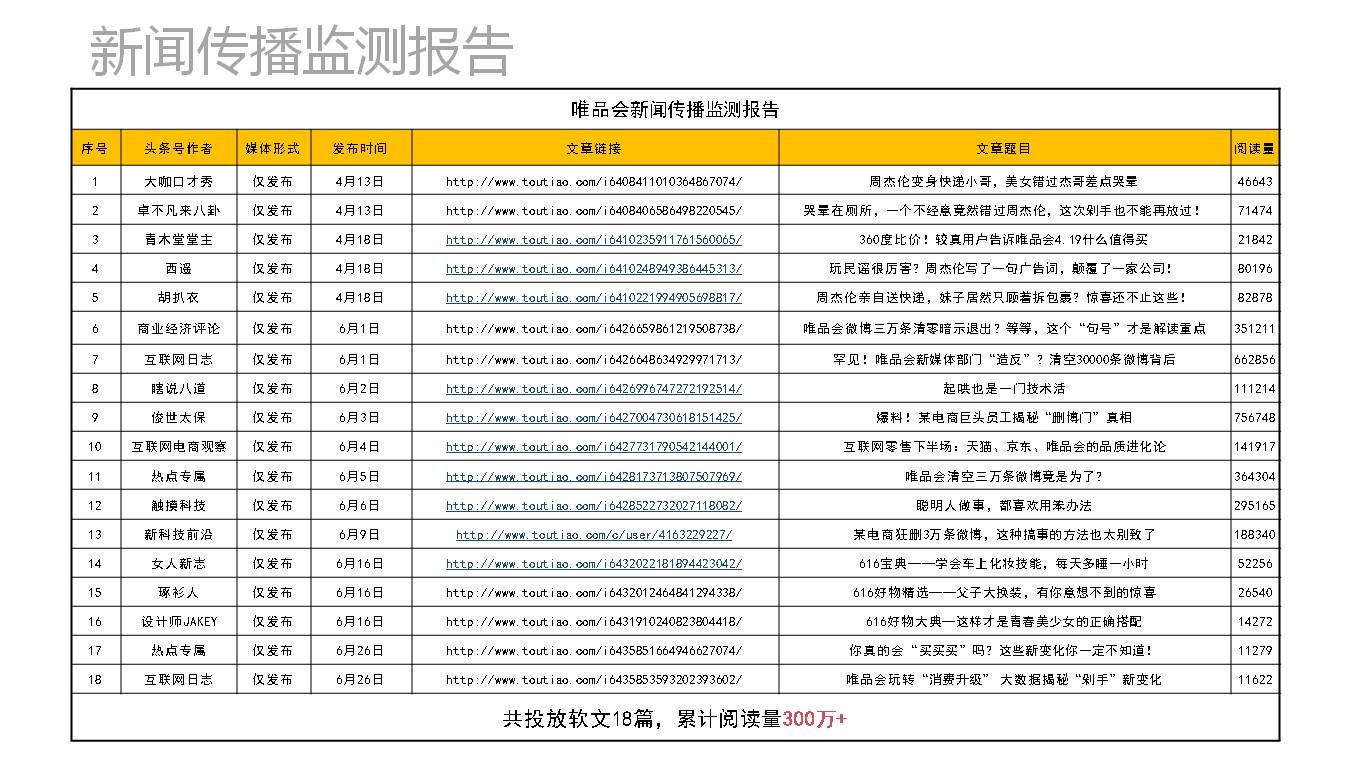 新闻传播监测报告
唯品会新闻传播监测报告
序号 头条号作者 媒体形式 发布时间 文章链接 文章题目 阅读量
1 大咖口才秀 仅发布 4月13日 http://www.toutiao.com/i6408411010364867074/ 周杰伦变身快递小哥，美女错过杰哥差点哭晕 46643
2 卓不凡来八卦 仅发布 4月13日 http://www.toutiao.com/i6408406586498220545/ 哭晕在厕所，一个不经意竟然错过周杰伦，这次剁手也不能再放过！ 71474
3 青木堂堂主 仅发布 4月18日 http://www.toutiao.com/i6410235911761560065/ 360度比价！较真用户告诉唯品会4.19什么值得买 21842
4 西遥 仅发布 4月18日 http://www.toutiao.com/i6410248949386445313/ 玩民谣很厉害？周杰伦写了一句广告词，颠覆了一家公司！ 80196
5 胡扒衣 仅发布 4月18日 http://www.toutiao.com/i6410221994905698817/ 周杰伦亲自送快递，妹子居然只顾着拆包裹？惊喜还不止这些！ 82878
6 商业经济评论 仅发布 6月1日 http://www.toutiao.com/i6426659861219508738/ 唯品会微博三万条清零暗示退出？等等，这个“句号”才是解读重点 351211
7 互联网日志 仅发布 6月1日 http://www.toutiao.com/i6426648634929971713/ 罕见！唯品会新媒体部门“造反”？清空30000条微博背后 662856
8 瞎说八道 仅发布 6月2日 http://www.toutiao.com/i6426996747272192514/ 起哄也是一门技术活 111214
9 俊世太保 仅发布 6月3日 http://www.toutiao.com/i6427004730618151425/ 爆料！某电商巨头员工揭秘“删博门”真相 756748
10 互联网电商观察 仅发布 6月4日 http://www.toutiao.com/i6427731790542144001/ 互联网零售下半场：天猫、京东、唯品会的品质进化论 141917
11 热点专属 仅发布 6月5日 http://www.toutiao.com/i6428173713807507969/ 唯品会清空三万条微博竟是为了？ 364304
12 触摸科技 仅发布 6月6日 http://www.toutiao.com/i6428522732027118082/ 聪明人做事，都喜欢用笨办法 295165
13 新科技前沿 仅发布 6月9日 http://www.toutiao.com/c/user/4163229227/ 某电商狂删3万条微博，这种搞事的方法也太别致了 188340
14 女人新志 仅发布 6月16日 http://www.toutiao.com/i6432022181894423042/ 616宝典——学会车上化妆技能，每天多睡一小时 52256
15 琢衫人 仅发布 6月16日 http://www.toutiao.com/i6432012464841294338/ 616好物精选——父子大换装，有你意想不到的惊喜 26540
16 设计师JAKEY 仅发布 6月16日 http://www.toutiao.com/i6431910240823804418/ 616好物大典—这样才是青春美少女的正确搭配 14272
17 热点专属 仅发布 6月26日 http://www.toutiao.com/i6435851664946627074/ 你真的会“买买买”吗？这些新变化你一定不知道！ 11279
18 互联网日志 仅发布 6月26日 http://www.toutiao.com/i6435853593202393602/ 唯品会玩转“消费升级” 大数据揭秘“剁手”新变化 11622
共投放软文18篇，累计阅读量300万+